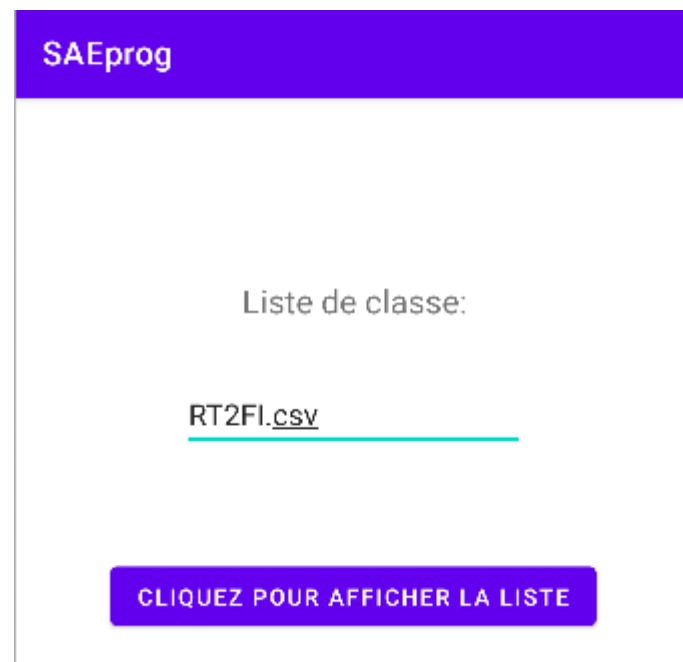 SAEprog
Liste de classe:
RT2FI.csv
CLIQUEZ POUR AFFICHER LA LISTE